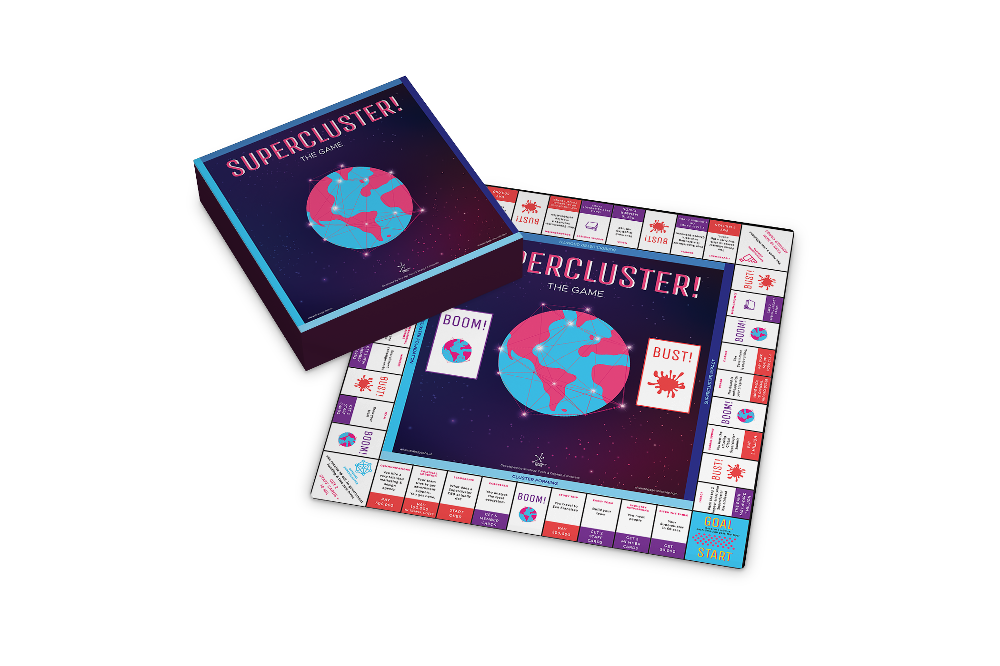 SUPERCLUSTER!
THE GAME
STRATEGY
TOOLS
Developed by Strategy Tools & Engage // Innovate
www.strategytools.io
www.engage-innovate.com
PAY
500.000
BUST!
PAY 1 MIL OR GIVE
UP ALL SPECIAL
PROJECT CARDS
Your Supercluster
launches a
massive
collaboration
COLLABORATION
TAKE 2
SPECIAL PROJECT
CARDS
SPECIAL PROJECT
GET 10
MEMBER
CARDS
Your work
is getting
noticed
MEDIA
BUST!
2 STAFF CARDS
OR
5 MEMBER CARDS
Your Supercluster
is attracting
investors.
Choose between:
CAPITAL
PAY
1 MILLION
The
Prime Minister
comes to visit.
You host a big
event.
GOVERNMENT
TAKE 10 NEW
MEMBER CARDS
You reach a new milestone
SUPERCLUSTER
GROWTH
BUST!
SPECIAL PROJECT
TAKE 2
SPECIAL PROJECT
CARDS
BOOM!
FINANCE
The
Government
is cost-cutting.
PAY BACK
50% OF
YOUR CASH
BOARD
The Board is
unhappy with
your progress
MOVE BACK
TO OFFICIAL
SUPERCLUSTER
BOOM!
GLOBAL SUMMIT
You host the
amazing
Global
Supercluster
Summit
PAY
5 MILLION
BUST!
IMPACT
Pitch the top 3
impact areas your
Supercluster
has achieved
THE BANK
MAY AWARD
1 MILLION
GOAL
Receive 1 million
each time you pass the Goal
START
SUPERCLUSTER GROWTH
SUPERCLUSTER IMPACT
CLUSTER FORMING
CLUSTER FOUNDATION
PERCLUSTER!
THE GAME
BOOM!
BUST!
www.strategytools.io
STRATEGY
TOOLS
Developed by Strategy Tools & Engage // Innovate
www.engage-innovate.com
MEMBERS
Recruitment
campaign works
GET 5 NEW
MEMBER
CARDS
BUST!
TEAM
Grow your
team
GET 2
STAFF
CARDS
BOOM!
OFFICIAL
SUPERCLUSTER
You receive 10 mil. in government
funding & two new hires
GET 2
STAFF CARDS +
10 MIL
COMMUNICATIONS
You hire a
very talented
marketing &
design
agency
PAY
500.000
POLITICAL
LOBBYING
Your team
tries to get
government
support.
You get none.
PAY
100.000
IN TRAVEL COSTS
LEADERSHIP
What does a
Supercluster
CEO actually
do?
START
OVER
ECOSYSTEM
You analyze
the local
ecosystem
GET 5
MEMBER
CARDS
BOOM!
STUDY TRIP
You travel to
San Francisco
PAY
200.000
EARLY TEAM
Build your
team
GET 2
STAFF
CARDS
INDUSTRY
NETWORKING
You meet
people
GET 2
MEMBER
CARDS
PITCH THE TABLE
Your
Supercluster
in 60 secs
GET
50.000